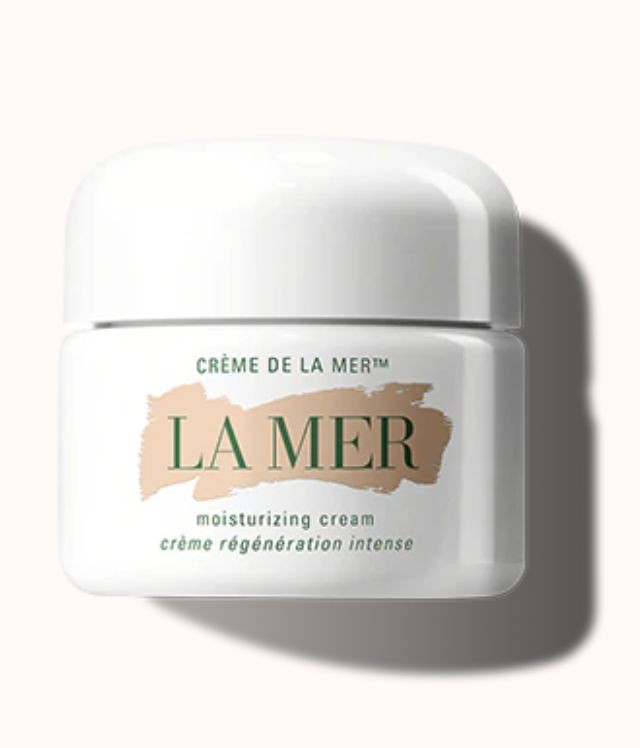 CRÈME DE LA MER™
LA MER
moisturizing cream
crème régénération intense